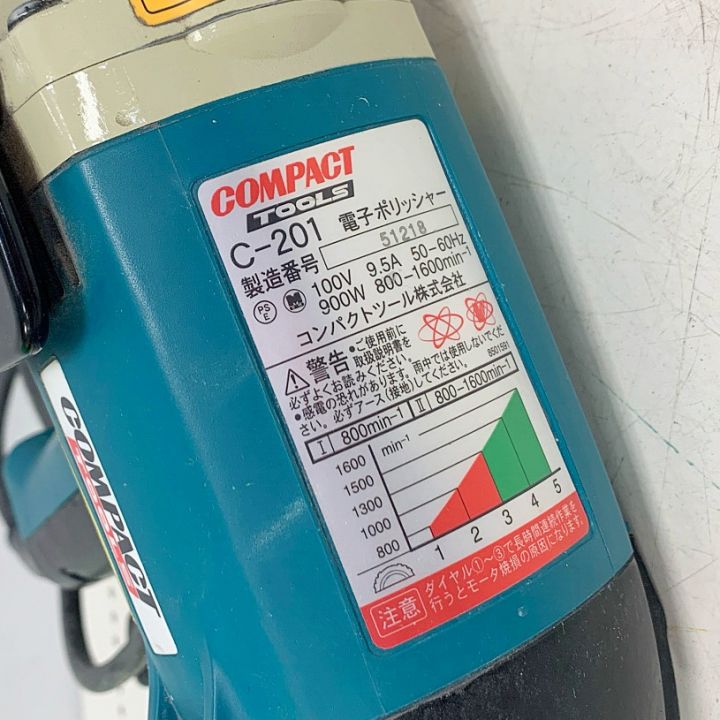 COMPACT
TOOLS
C-201 電子ポリッシャー
製造番号 51218
PS
E
M
100V 9.5A 50-60Hz
900W 800-1600min-1
コンパクトツール株式会社
警告
●ご使用前に
取扱説明書を
必ずよくお読みください。
●感電の恐れがあります。雨中では使用しないでくだ
さい。必ずアース(接地)してください。
8501591
I 800min-1 II 800-1600min-1
min-1
1600
1500
1300
1000
800
1 2 3 4 5
注意
ダイヤル①〜③で長時間連続作業を
行うとモータ焼損の原因になります。
COMPACT